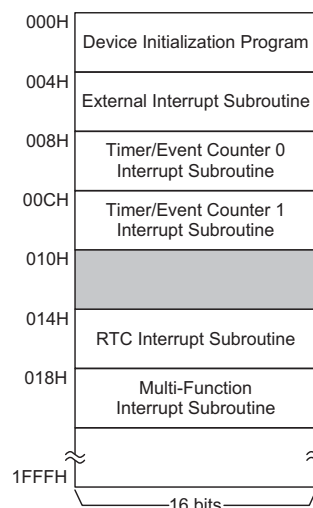 000H
Device Initialization Program
004H
External Interrupt Subroutine
008H
Timer/Event Counter 0
Interrupt Subroutine
00CH
Timer/Event Counter 1
Interrupt Subroutine
010H
014H
RTC Interrupt Subroutine
018H
Multi-Function
Interrupt Subroutine
1FFFH
16 bits